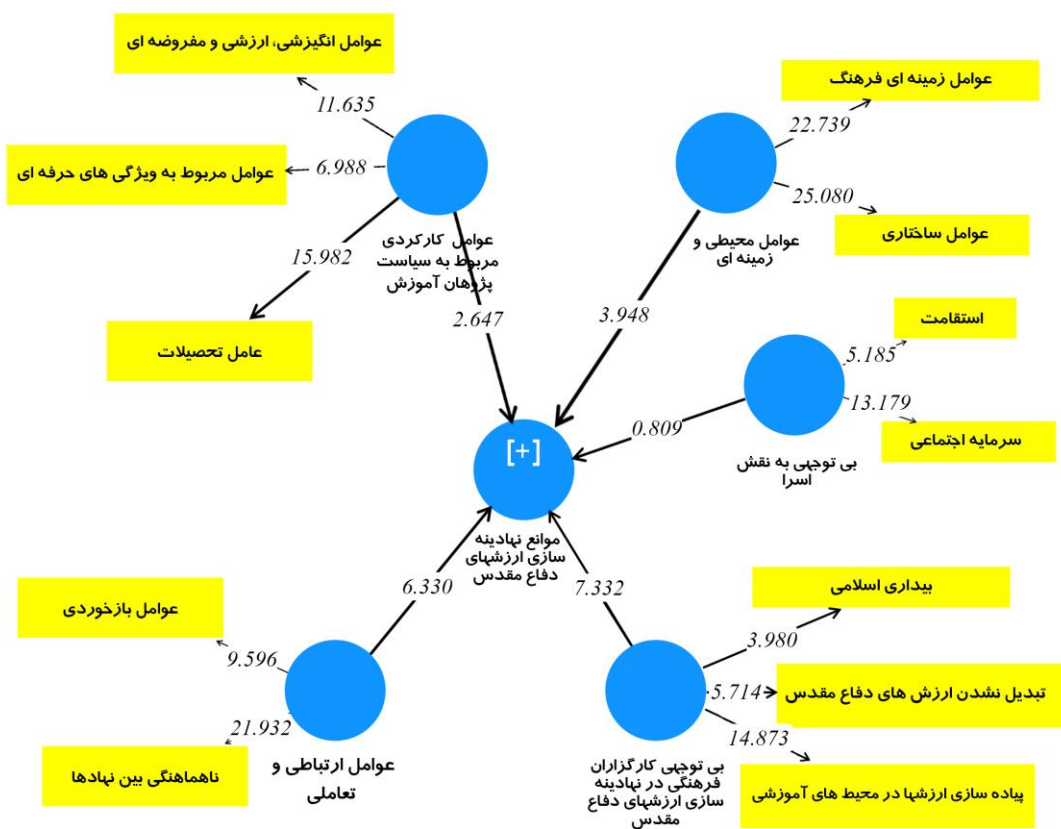 عوامل انگیزشی، ارزشی و مفروضه ای
11.635
عوامل مربوط به ویژگی های حرفه ای
6.988
15.982
عامل تحصیلات
عوامل کارکردی
مربوط به سیاست
پژوهان آموزش
2.647
عوامل زمینه ای فرهنگ
22.739
25.080
عوامل ساختاری
عوامل محیطی و
زمینه ای
3.948
استقامت
5.185
13.179
سرمایه اجتماعی
0.809
بی توجهی به نقش
اسرا
[+]
موانع نهادینه
سازی ارزشهای
دفاع مقدس
6.330
7.332
عوامل بازخوردی
9.596
21.932
ناهماهنگی بین نهادها
عوامل ارتباطی و
تعاملی
بیداری اسلامی
3.980
5.714
تبدیل نشدن ارزش های دفاع مقدس
14.873
پیاده سازی ارزشها در محیط های آموزشی
بی توجهی کارگزاران
فرهنگی در نهادینه
سازی ارزشهای دفاع
مقدس